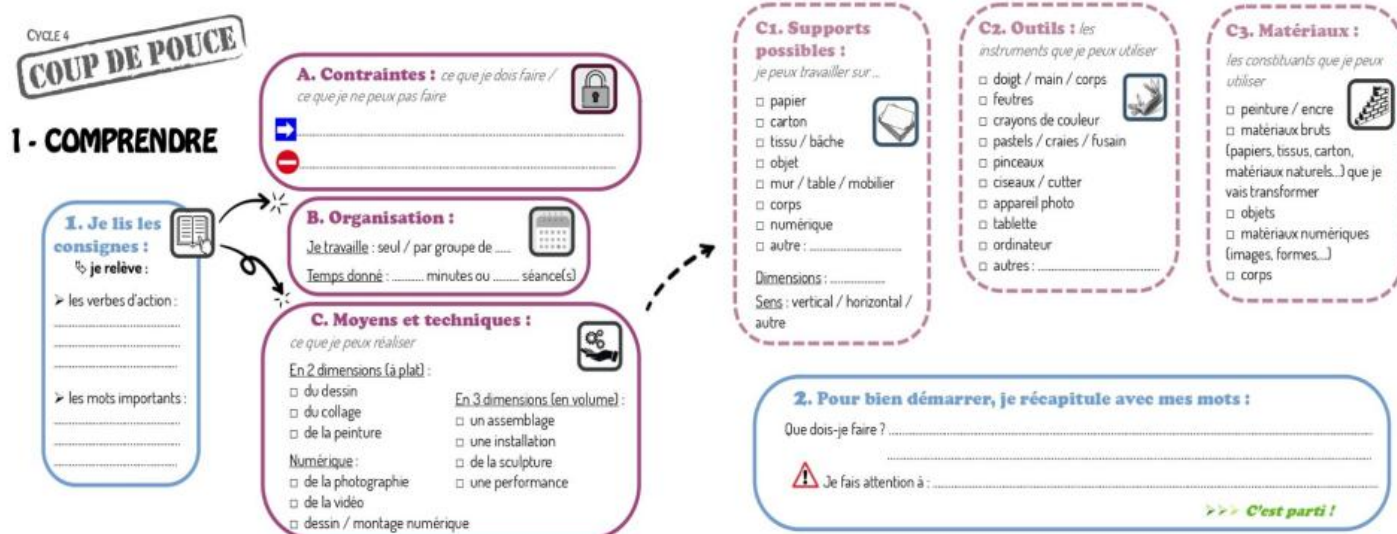 CYCLE 4
COUP DE POUCE
1 - COMPRENDRE
1. Je lis les
consignes :
je relève :
➤ les verbes d'action :
➤ les mots importants :
A. Contraintes : ce que je dois faire /
ce que je ne peux pas faire
B. Organisation :
Je travaille : seul / par groupe de ......
Temps donné : ........... minutes ou ......... séance(s)
C. Moyens et techniques :
ce que je peux réaliser
En 2 dimensions (à plat) :
□ du dessin
□ du collage
□ de la peinture
Numérique :
□ de la photographie
□ de la vidéo
□ dessin / montage numérique
En 3 dimensions (en volume) :
□ un assemblage
□ une installation
□ de la sculpture
□ une performance
C1. Supports
possibles :
je peux travailler sur ...
□ papier
□ carton
□ tissu / bâche
□ objet
□ mur / table / mobilier
□ corps
□ numérique
□ autre : ..............................
Dimensions : ..................
Sens : vertical / horizontal /
autre
C2. Outils : les
instruments que je peux utiliser
□ doigt / main / corps
□ feutres
□ crayons de couleur
□ pastels / craies / fusain
□ pinceaux
□ ciseaux / cutter
□ appareil photo
□ tablette
□ ordinateur
□ autres : ..............................
C3. Matériaux :
les constituants que je peux
utiliser
□ peinture / encre
□ matériaux bruts
(papiers, tissus, carton,
matériaux naturels...) que je
vais transformer
□ objets
□ matériaux numériques
(images, formes,...)
□ corps
2. Pour bien démarrer, je récapitule avec mes mots :
Que dois-je faire ? ..............................
Je fais attention à : ..............................
➤➤➤ C'est parti !